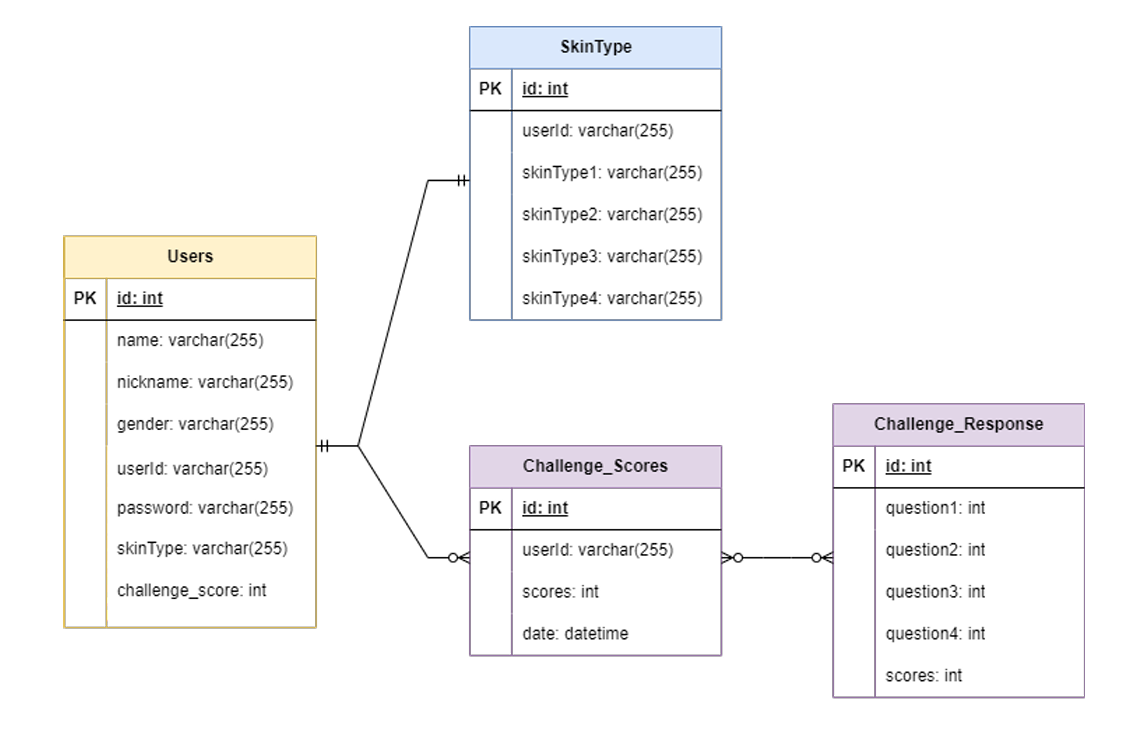 SkinType
PK id: int
userId: varchar(255)
skinType1: varchar(255)
skinType2: varchar(255)
skinType3: varchar(255)
skinType4: varchar(255)
Users
PK id: int
name: varchar(255)
nickname: varchar(255)
gender: varchar(255)
userId: varchar(255)
password: varchar(255)
skinType: varchar(255)
challenge_score: int
Challenge_Scores
PK id: int
userId: varchar(255)
scores: int
date: datetime
Challenge_Response
PK id: int
question1: int
question2: int
question3: int
question4: int
scores: int